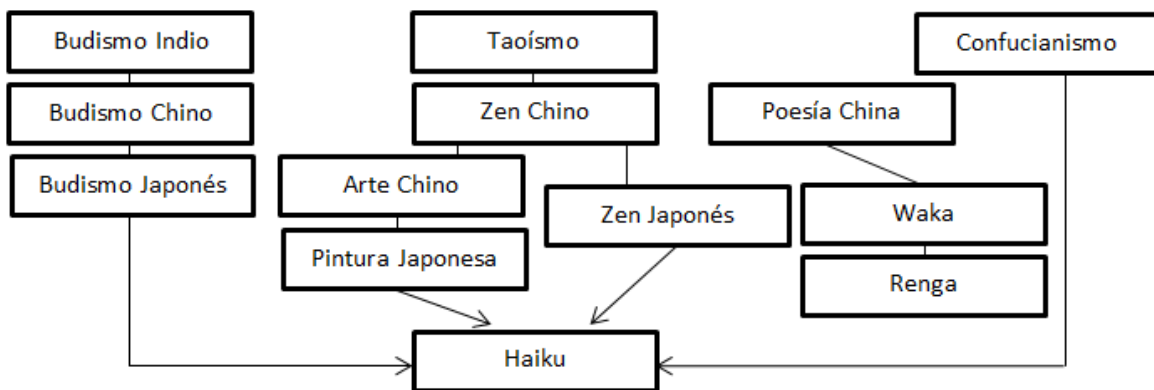 Budismo Indio
Taoísmo
Confucianismo
Budismo Chino
Zen Chino
Poesía China
Budismo Japonés
Arte Chino
Zen Japonés
Waka
Pintura Japonesa
Renga
Haiku